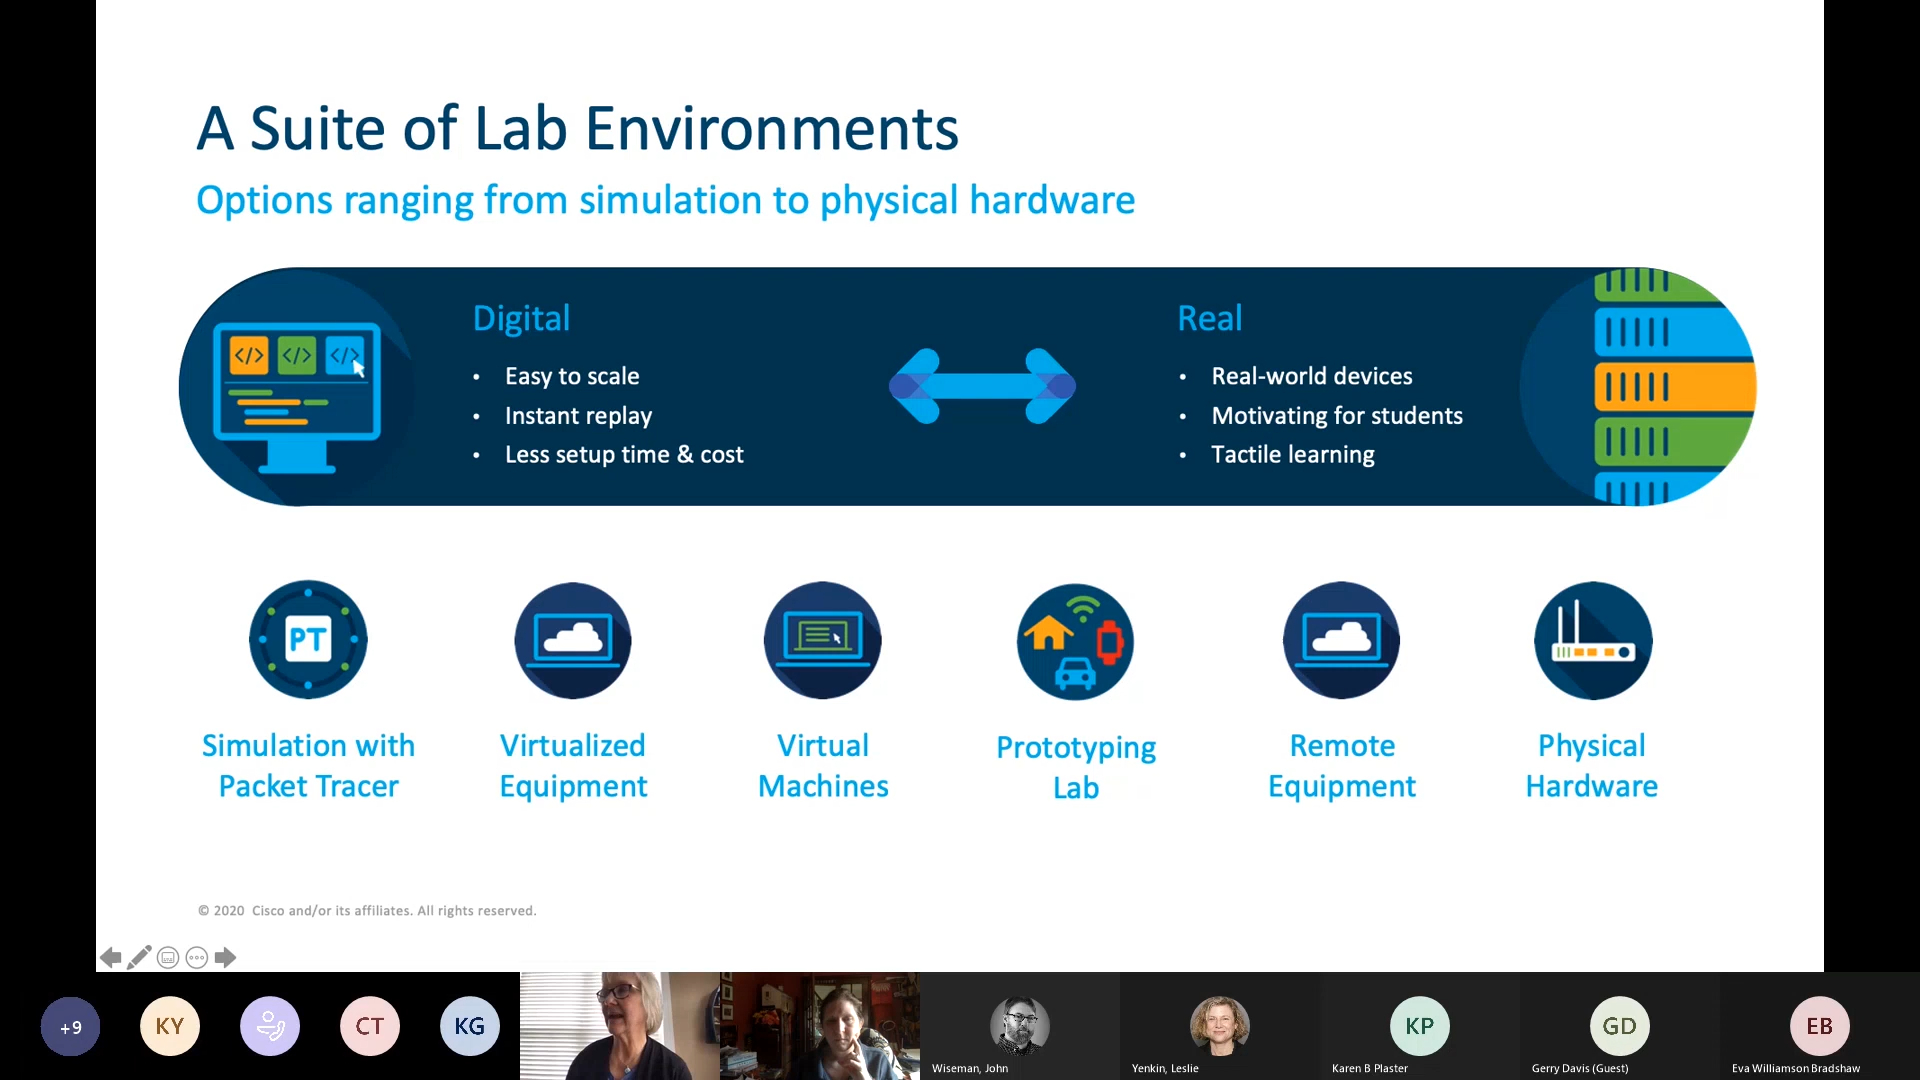 A Suite of Lab Environments
Options ranging from simulation to physical hardware
</> </> </>
Digital
• Easy to scale
• Instant replay
• Less setup time & cost
Real
• Real-world devices
• Motivating for students
• Tactile learning
PT
Simulation with
Packet Tracer
Virtualized
Equipment
Virtual
Machines
Prototyping
Lab
Remote
Equipment
Physical
Hardware
© 2020 Cisco and/or its affiliates. All rights reserved.
+9
KY
CT
KG
Wiseman, John
Yenkin, Leslie
KP
Karen B Plaster
GD
Gerry Davis (Guest)
EB
Eva Williamson Bradshaw